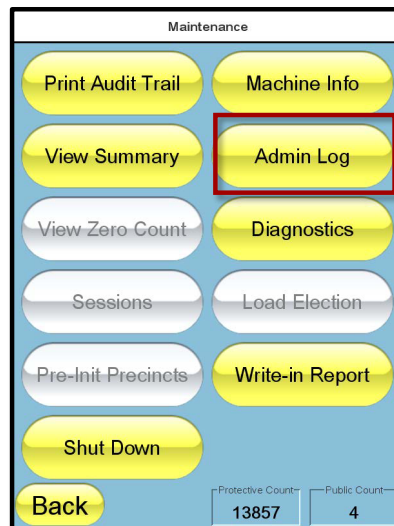 Maintenance
Print Audit Trail
Machine Info
View Summary
Admin Log
View Zero Count
Diagnostics
Sessions
Load Election
Pre-Init Precincts
Write-in Report
Shut Down
Back
Protective Count
13857
Public Count
4